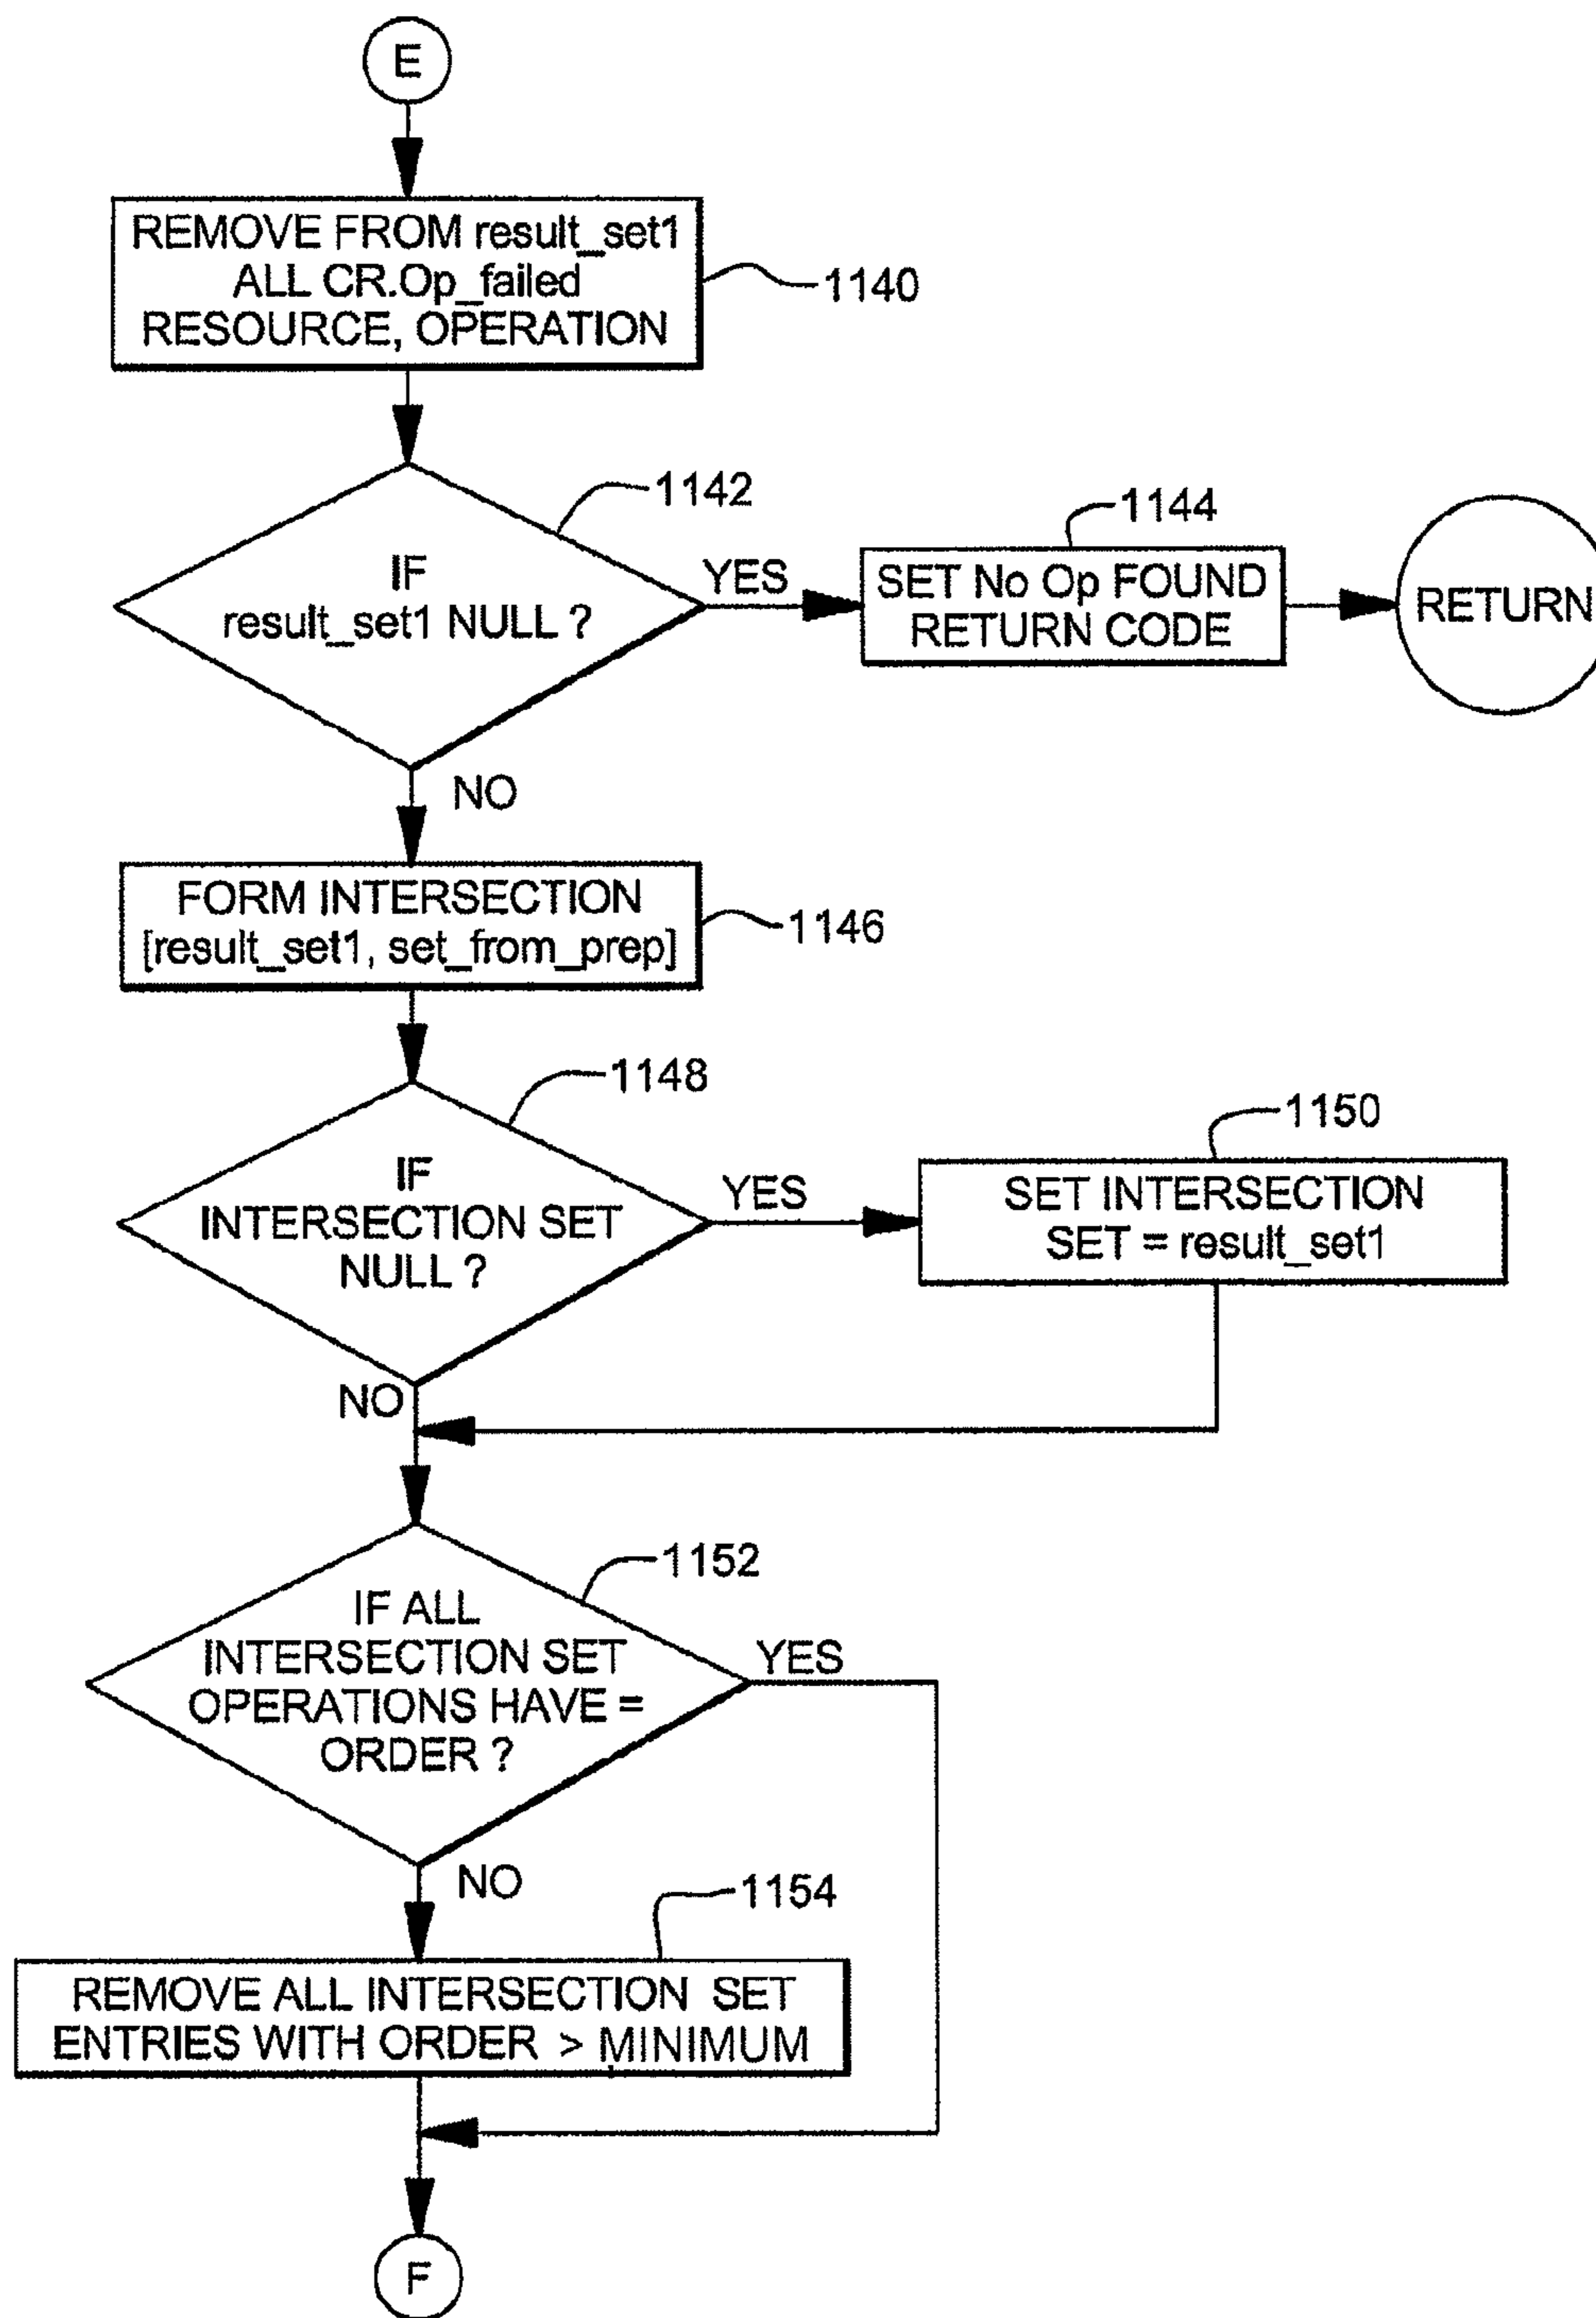 E
REMOVE FROM result_set1
ALL CR.Op_failed
RESOURCE, OPERATION
1140
1142
IF
result_set1 NULL ?
YES
1144
SET No Op FOUND
RETURN CODE
RETURN
NO
FORM INTERSECTION
[result_set1, set_from_prep]
1146
1148
IF
INTERSECTION SET
NULL ?
YES
1150
SET INTERSECTION
SET = result_set1
NO
1152
IF ALL
INTERSECTION SET
OPERATIONS HAVE =
ORDER ?
YES
NO
1154
REMOVE ALL INTERSECTION SET
ENTRIES WITH ORDER > MINIMUM
F